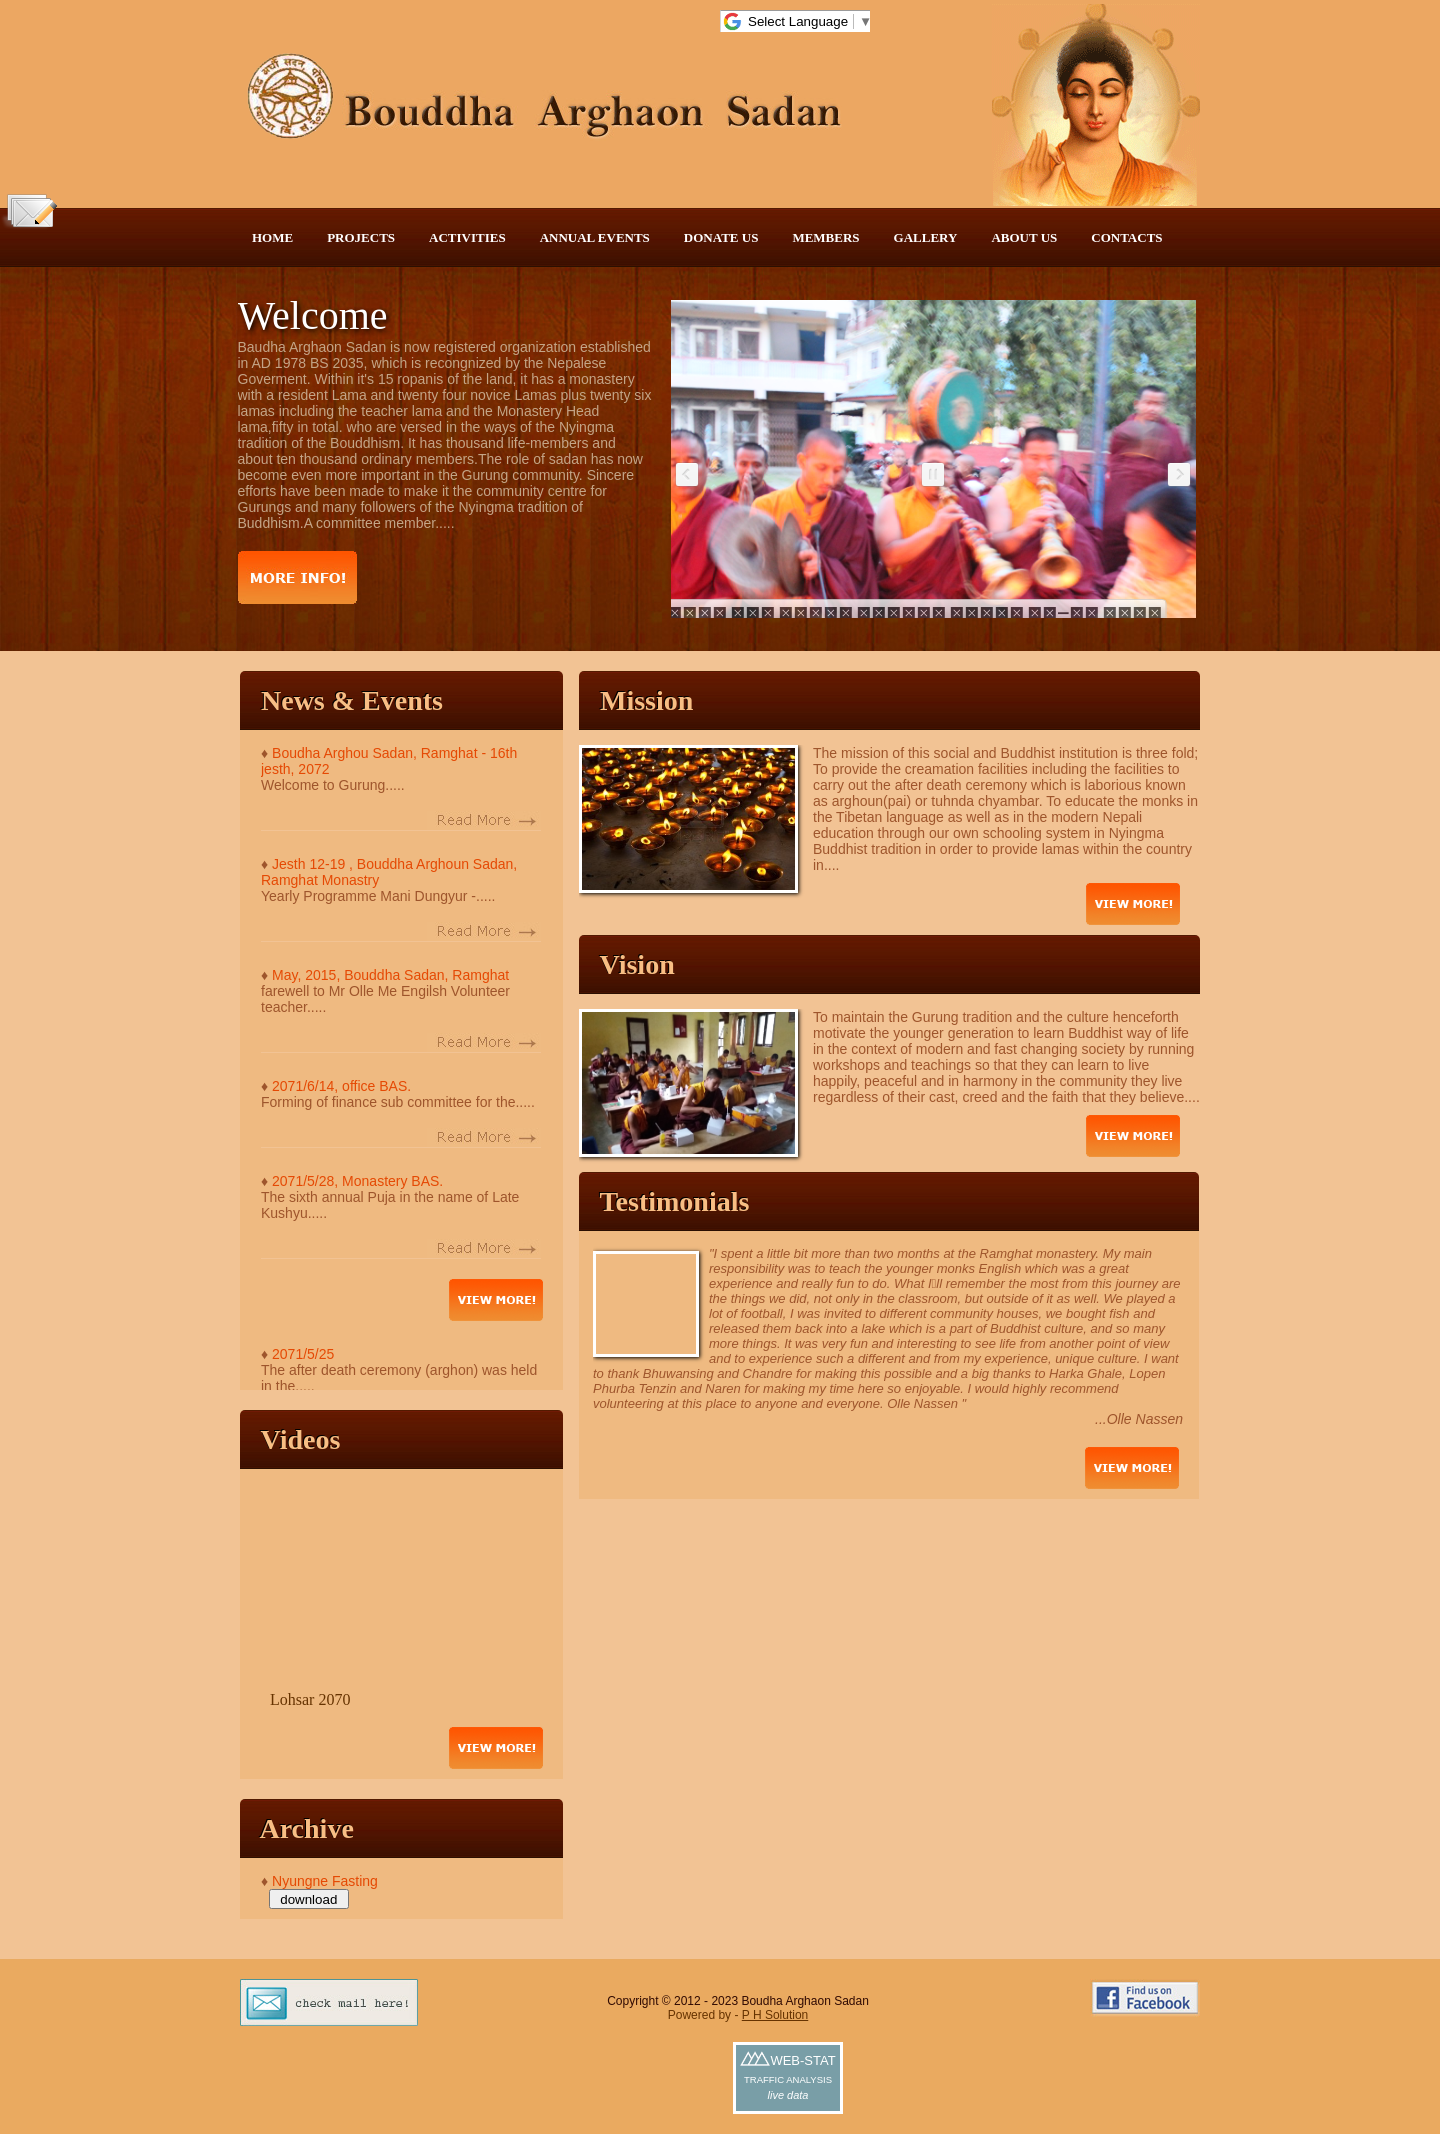 Select Language ▼
Bouddha Arghaon Sadan
HOME PROJECTS ACTIVITIES ANNUAL EVENTS DONATE US MEMBERS GALLERY ABOUT US CONTACTS
Welcome
Baudha Arghaon Sadan is now registered organization established
in AD 1978 BS 2035, which is recongnized by the Nepalese
Goverment. Within it's 15 ropanis of the land, it has a monastery
with a resident Lama and twenty four novice Lamas plus twenty six
lamas including the teacher lama and the Monastery Head
lama,fifty in total. who are versed in the ways of the Nyingma
tradition of the Bouddhism. It has thousand life-members and
about ten thousand ordinary members.The role of sadan has now
become even more important in the Gurung community. Sincere
efforts have been made to make it the community centre for
Gurungs and many followers of the Nyingma tradition of
Buddhism.A committee member.....
MORE INFO!
News & Events
♦ Boudha Arghou Sadan, Ramghat - 16th
jesth, 2072
Welcome to Gurung.....
Read More →
♦ Jesth 12-19 , Bouddha Arghoun Sadan,
Ramghat Monastry
Yearly Programme Mani Dungyur -.....
Read More →
♦ May, 2015, Bouddha Sadan, Ramghat
farewell to Mr Olle Me Engilsh Volunteer
teacher.....
Read More →
♦ 2071/6/14, office BAS.
Forming of finance sub committee for the.....
Read More →
♦ 2071/5/28, Monastery BAS.
The sixth annual Puja in the name of Late
Kushyu.....
Read More →
VIEW MORE!
♦ 2071/5/25
The after death ceremony (arghon) was held
in the.....
Videos
Lohsar 2070
VIEW MORE!
Archive
♦ Nyungne Fasting
download
Mission
The mission of this social and Buddhist institution is three fold;
To provide the creamation facilities including the facilities to
carry out the after death ceremony which is laborious known
as arghoun(pai) or tuhnda chyambar. To educate the monks in
the Tibetan language as well as in the modern Nepali
education through our own schooling system in Nyingma
Buddhist tradition in order to provide lamas within the country
in....
VIEW MORE!
Vision
To maintain the Gurung tradition and the culture henceforth
motivate the younger generation to learn Buddhist way of life
in the context of modern and fast changing society by running
workshops and teachings so that they can learn to live
happily, peaceful and in harmony in the community they live
regardless of their cast, creed and the faith that they believe....
VIEW MORE!
Testimonials
"I spent a little bit more than two months at the Ramghat monastery. My main
responsibility was to teach the younger monks English which was a great
experience and really fun to do. What I ll remember the most from this journey are
the things we did, not only in the classroom, but outside of it as well. We played a
lot of football, I was invited to different community houses, we bought fish and
released them back into a lake which is a part of Buddhist culture, and so many
more things. It was very fun and interesting to see life from another point of view
and to experience such a different and from my experience, unique culture. I want
to thank Bhuwansing and Chandre for making this possible and a big thanks to Harka Ghale, Lopen
Phurba Tenzin and Naren for making my time here so enjoyable. I would highly recommend
volunteering at this place to anyone and everyone. Olle Nassen "
...Olle Nassen
VIEW MORE!
check mail here!
Copyright © 2012 - 2023 Boudha Arghaon Sadan
Powered by - P H Solution
Find us on
Facebook
WEB-STAT
TRAFFIC ANALYSIS
live data